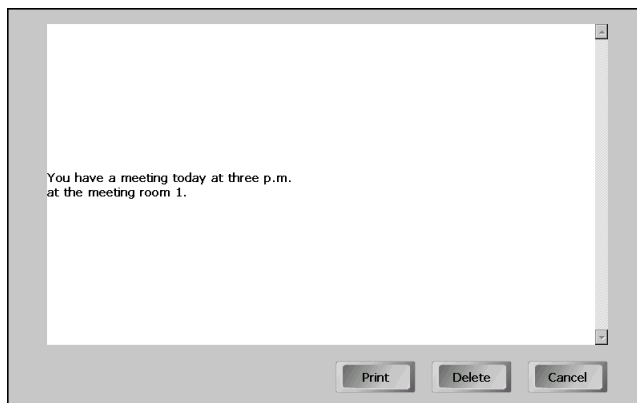 You have a meeting today at three p.m.
at the meeting room 1.
Print Delete Cancel